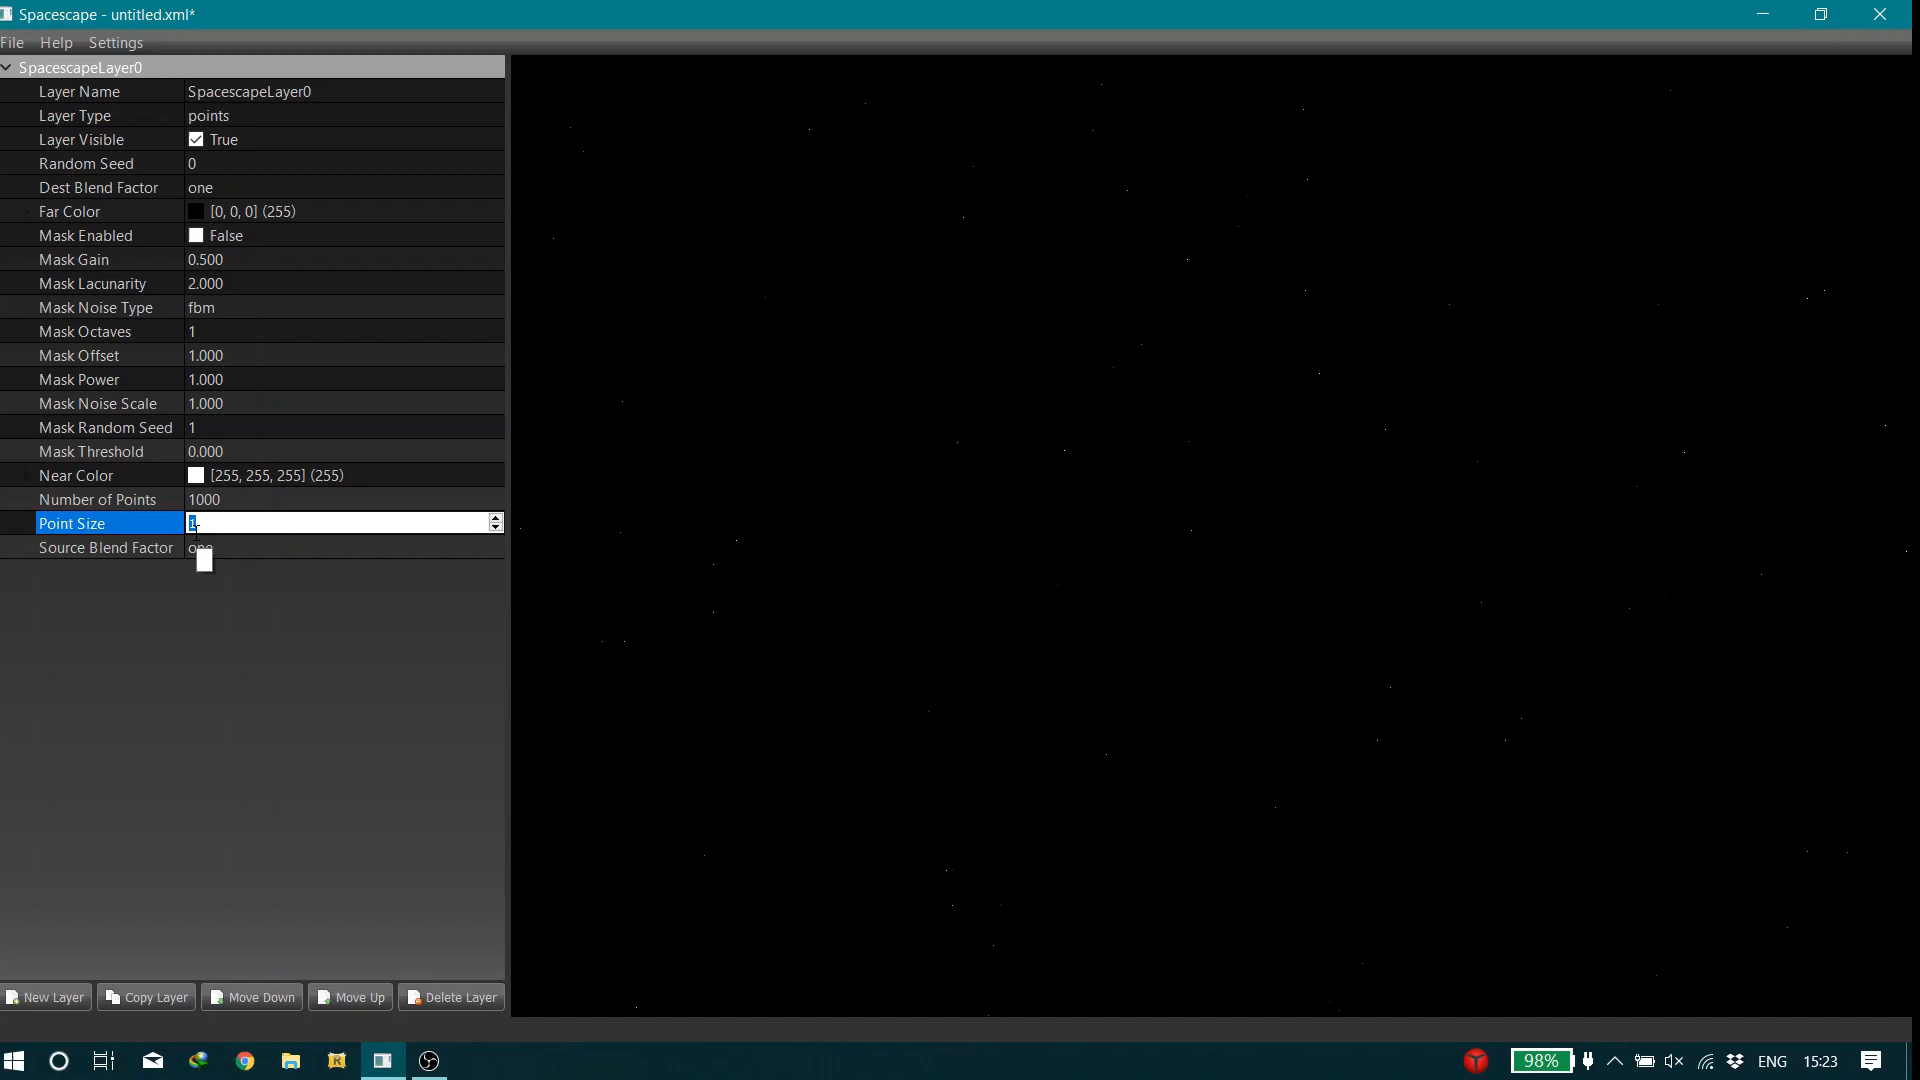 Spacescape - untitled.xml*
File Help Settings
SpacescapeLayer0
Layer Name SpacescapeLayer0
Layer Type points
Layer Visible True
Random Seed 0
Dest Blend Factor one
Far Color [0, 0, 0] (255)
Mask Enabled False
Mask Gain 0.500
Mask Lacunarity 2.000
Mask Noise Type fbm
Mask Octaves 1
Mask Offset 1.000
Mask Power 1.000
Mask Noise Scale 1.000
Mask Random Seed 1
Mask Threshold 0.000
Near Color [255, 255, 255] (255)
Number of Points 1000
Point Size 1
Source Blend Factor one
New Layer Copy Layer Move Down Move Up Delete Layer
98% ENG 15:23